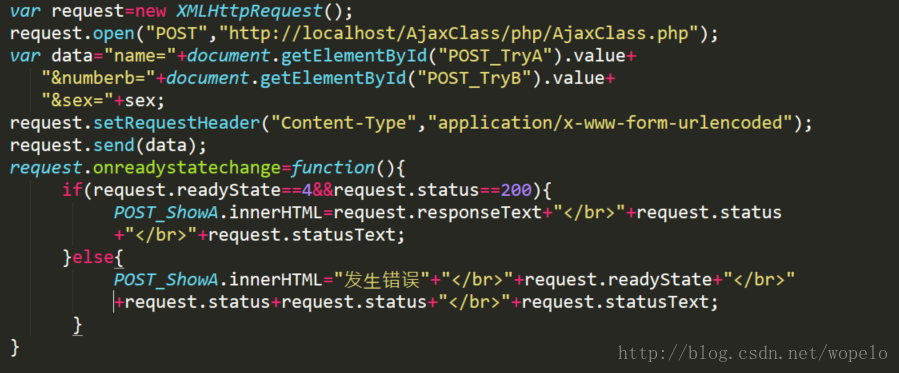 var request=new XMLHttpRequest();
request.open("POST","http://localhost/AjaxClass/php/AjaxClass.php");
var data="name="+document.getElementById("POST_TryA").value+
"&numberb="+document.getElementById("POST_TryB").value+
"&sex="+sex;
request.setRequestHeader("Content-Type","application/x-www-form-urlencoded");
request.send(data);
request.onreadystatechange=function(){
if(request.readyState==4&&request.status==200){
POST_ShowA.innerHTML=request.responseText+"</br>"+request.status
+"</br>"+request.statusText;
}else{
POST_ShowA.innerHTML="发生错误"+"</br>"+request.readyState+"</br>"
+request.status+request.status+"</br>"+request.statusText;
}
}
http://blog.csdn.net/wopelo